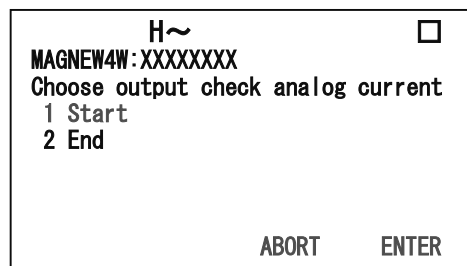 H～
MAGNEW4W:XXXXXXXX
Choose output check analog current
1 Start
2 End
ABORT ENTER